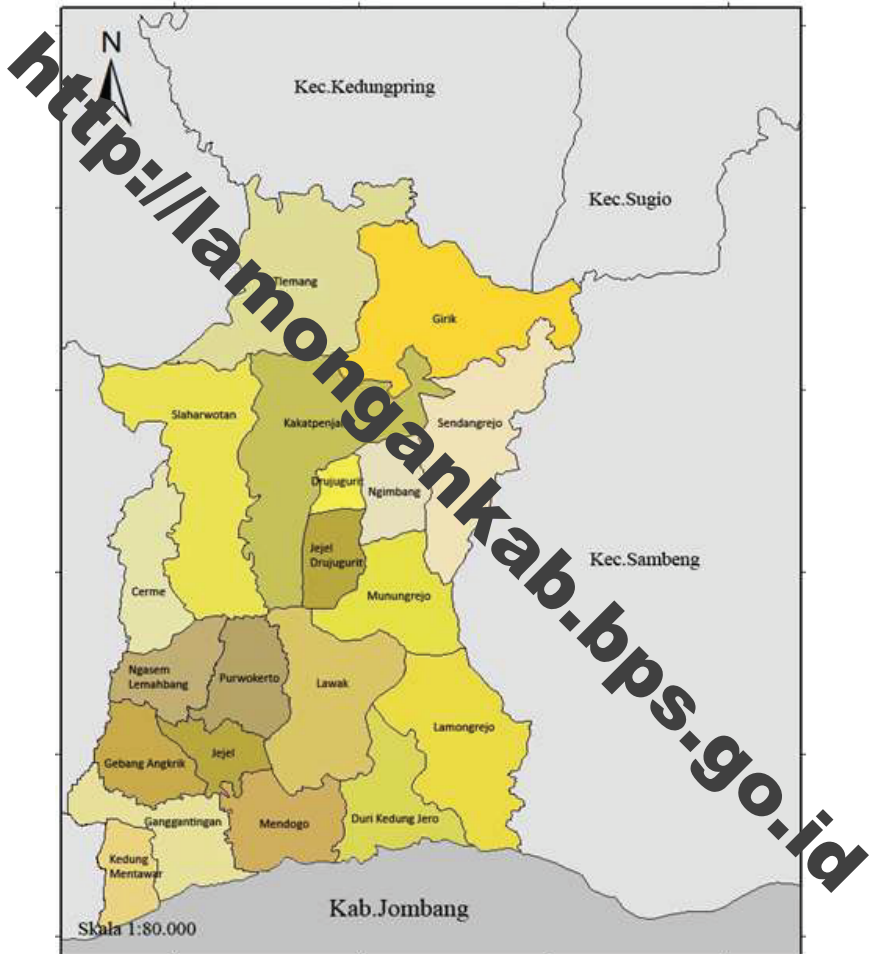 N
Kec.Kedungpring
Kec.Sugio
Tlemang
Girik
Slaharwotan
Sendangrejo
Drujugurit
Ngimbang
Jejel
Drujugurit
Kec.Sambeng
Cerme
Munungrejo
Ngasem
Lemahbang
Purwokerto
Lawak
Lamongrejo
Jejel
Gebang Angkrik
Ganggantingan
Mendogo
Duri Kedung Jero
Kedung
Mentawar
Kab.Jombang
Skala 1:80.000
http://lamongankab.bps.go.id